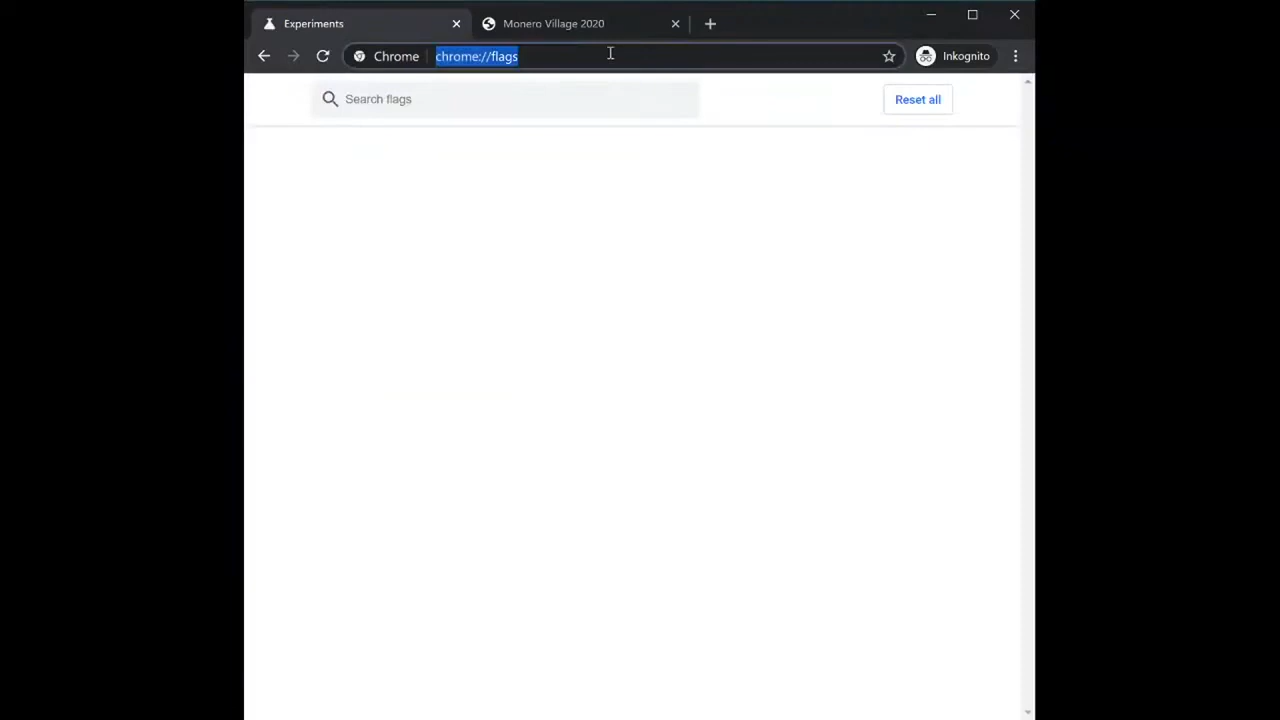 Experiments
Monero Village 2020
Chrome
chrome://flags
Inkognito
Search flags
Reset all